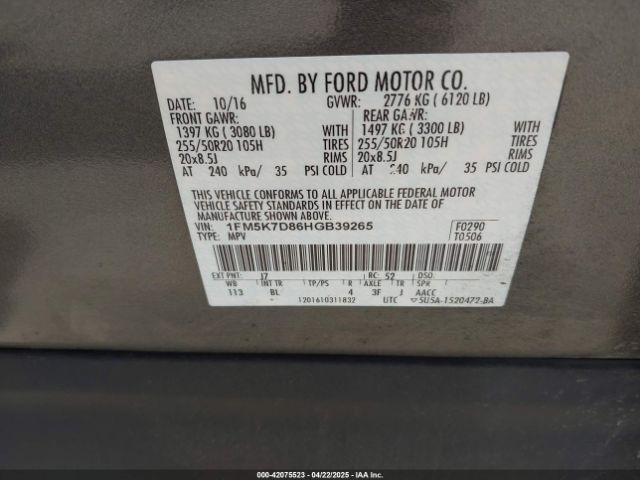 MFD. BY FORD MOTOR CO.
DATE: 10/16 GVWR: 2776 KG ( 6120 LB)
FRONT GAWR: REAR GAWR:
1397 KG ( 3080 LB) WITH 1497 KG ( 3300 LB) WITH
255/50R20 105H TIRES 255/50R20 105H TIRES
20x8.5J RIMS 20x8.5J RIMS
AT 240 kPa/ 35 PSI COLD AT 240 kPa/ 35 PSI COLD
THIS VEHICLE CONFORMS TO ALL APPLICABLE FEDERAL MOTOR
VEHICLE SAFETY STANDARDS IN EFFECT ON THE DATE OF
MANUFACTURE SHOWN ABOVE.
VIN: 1FM5K7D86HGB39265 F0290
TYPE: MPV T0506
EXT PNT: J7 RC: 52 DSO:
WB INT TR TP/PS R AXLE TR SPR
113 BL - 4 3F J AACC
1201610311832 UTC 5U5A-1520472-BA
000-42075523 04/22/2025 IAAI.COM